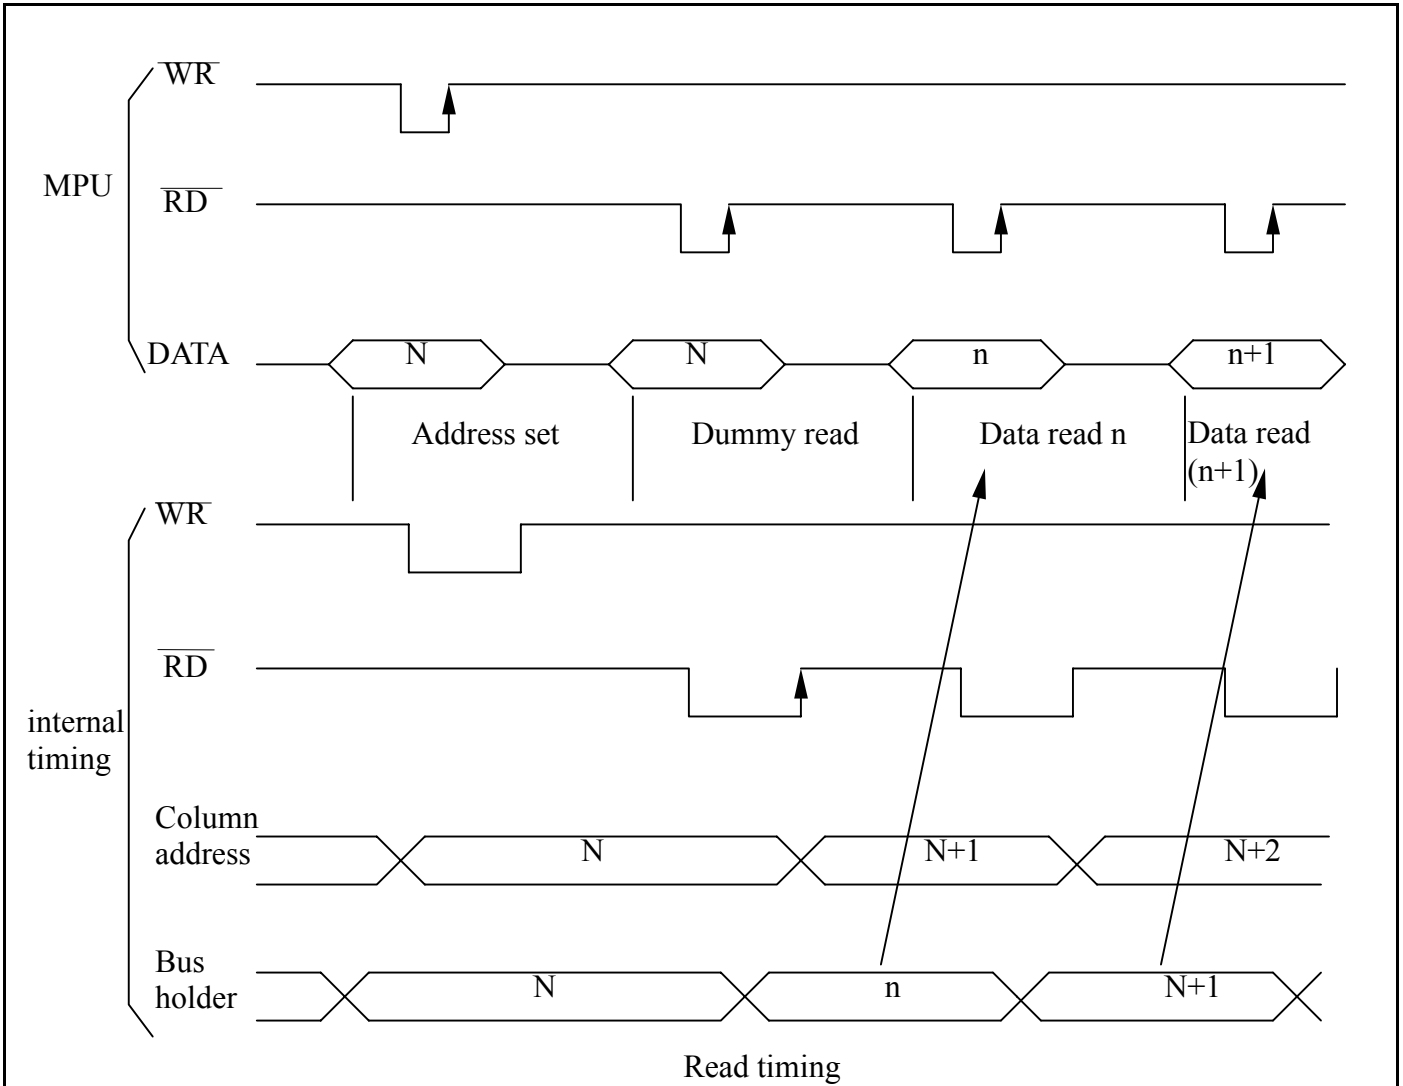 WR
MPU
RD
DATA
N
N
n
n+1
Address set
Dummy read
Data read n
Data read
(n+1)
WR
RD
internal
timing
Column
address
N
N+1
N+2
Bus
holder
N
n
N+1
Read timing